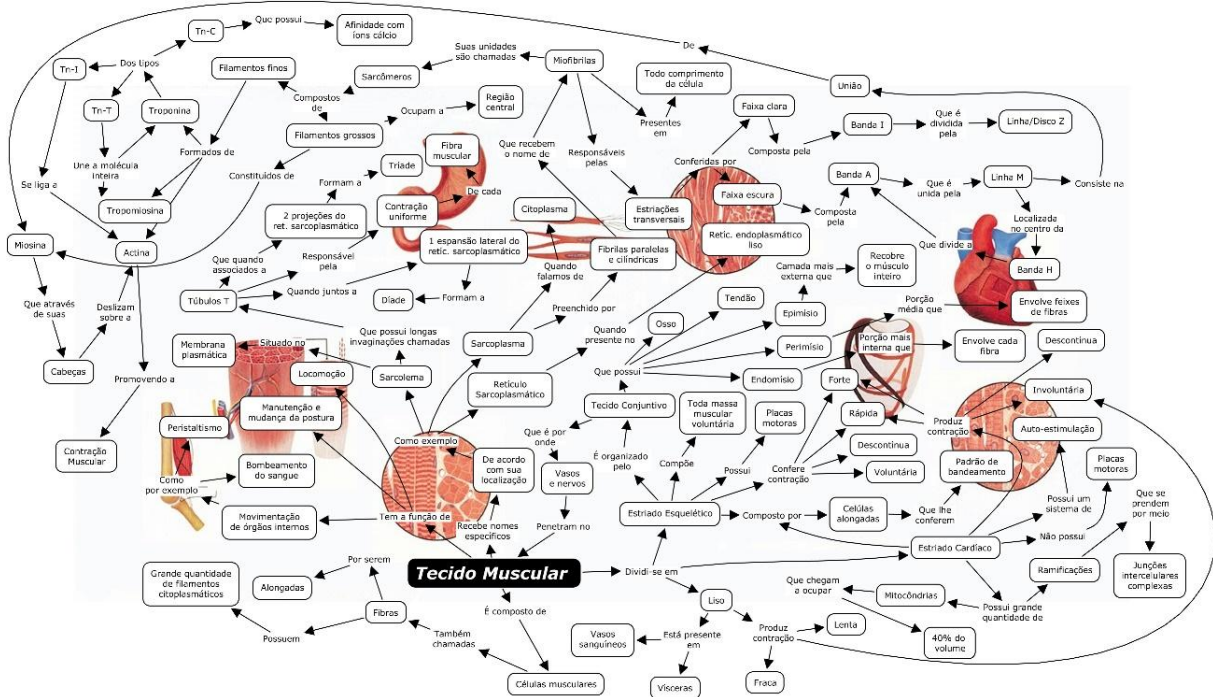 Tn-C
Que possui
Afinidade com
íons cálcio
De
Tn-I
Dos tipos
Filamentos finos
Suas unidades
são chamadas
Miofibrilas
Sarcômeros
Todo comprimento
da célula
União
Tn-T
Troponina
Compostos
de
Ocupam a
Região
central
Faixa clara
Presentes
em
Banda I
Que é
dividida
pela
Linha/Disco Z
Filamentos grossos
Une a molécula
inteira
Formados
de
Que recebem
o nome de
Responsáveis
pelas
Composta pela
Fibra
muscular
Tríade
Conferidas por
Se liga a
Constituídos de
Formam a
De cada
Banda A
Que é
unida pela
Linha M
Consiste na
Tropomiosina
Contração
uniforme
Citoplasma
Estriações
transversais
Faixa escura
Composta
pela
Localizada
no centro da
2 projeções do
ret. sarcoplasmático
Miosina
Actina
1 espansão lateral do
retic. sarcoplasmático
Fibrilas paralelas
e cilíndricas
Retic. endoplasmático
liso
Que divide a
Banda H
Que quando
associados a
Responsável
pela
Quando
falamos de
Camada mais
externa que
Recobre
o músculo
inteiro
Que através
de suas
Deslizam
sobre a
Túbulos T
Quando juntos a
Díade
Formam a
Preenchido por
Tendão
Epimísio
Porção
média que
Envolve feixes
de fibras
Que possui longas
invaginações chamadas
Quando
presente no
Osso
Membrana
plasmática
Situado no
Sarcoplasma
Perimísio
Porção mais
interna que
Envolve cada
fibra
Descontínua
Cabeças
Promovendo a
Locomoção
Sarcolema
Retículo
Sarcoplasmático
Que possui
Endomísio
Forte
Involuntária
Manutenção e
mudança da postura
Tecido Conjuntivo
Toda massa
muscular
voluntária
Placas
motoras
Rápida
Produz
contração
Auto-estimulação
Peristaltismo
Como exemplo
Que é por
onde
Contração
Muscular
De acordo
com sua
localização
É organizado
pelo
Compõe
Possui
Confere
contração
Descontínua
Voluntária
Padrão de
bandeamento
Placas
motoras
Bombeamento
do sangue
Vasos
e nervos
Como
por exemplo
Possui um
sistema de
Que se
prendem
por meio
Movimentação
de órgãos internos
Tem a função de
Recebe nomes
específicos
Penetram no
Estriado Esquelético
Composto por
Células
alongadas
Que lhe
conferem
Não possui
Estriado Cardíaco
Por serem
Grande quantidade
de filamentos
citoplasmáticos
Alongadas
Tecido Muscular
Dividi-se em
Ramificações
Junções
intercelulares
complexas
Que chegam
a ocupar
Mitocôndrias
Possui grande
quantidade de
Fibras
É composto de
Liso
Possuem
Também
chamadas
Vasos
sanguíneos
Está presente
em
Produz
contração
Lenta
40% do
volume
Células musculares
Vísceras
Fraca